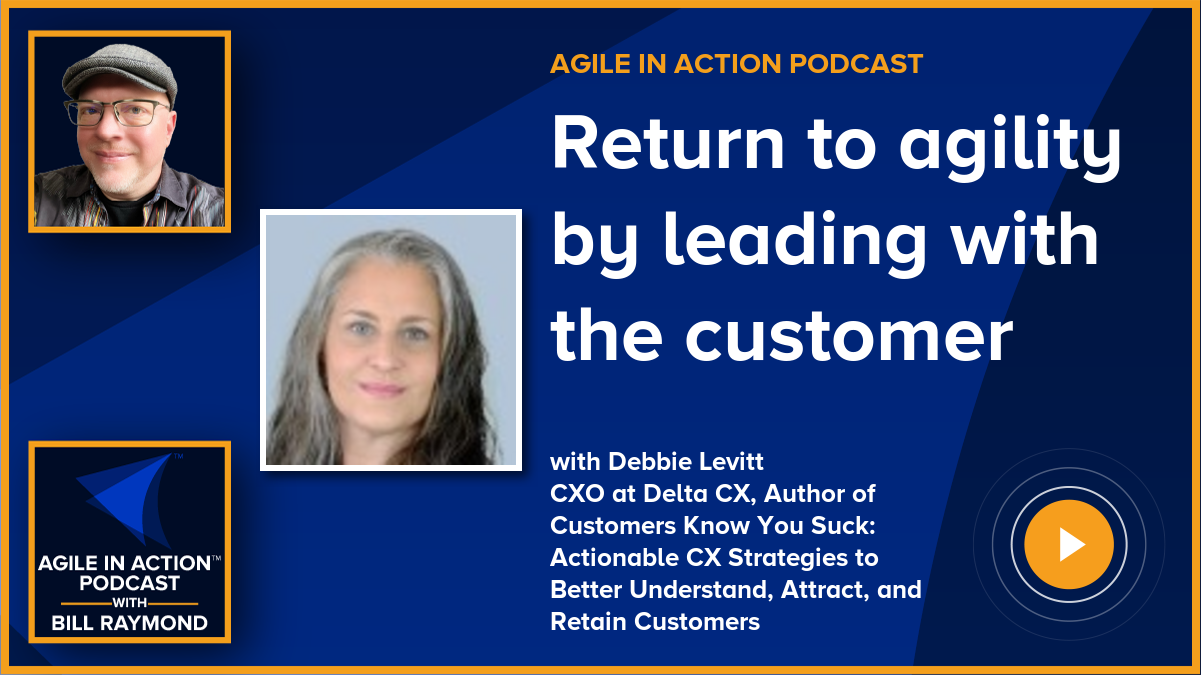 AGILE IN ACTION PODCAST
Return to agility
by leading with
the customer
with Debbie Levitt
CXO at Delta CX, Author of
Customers Know You Suck:
Actionable CX Strategies to
Better Understand, Attract, and
Retain Customers
TM
AGILE IN ACTION™
PODCAST
WITH
BILL RAYMOND